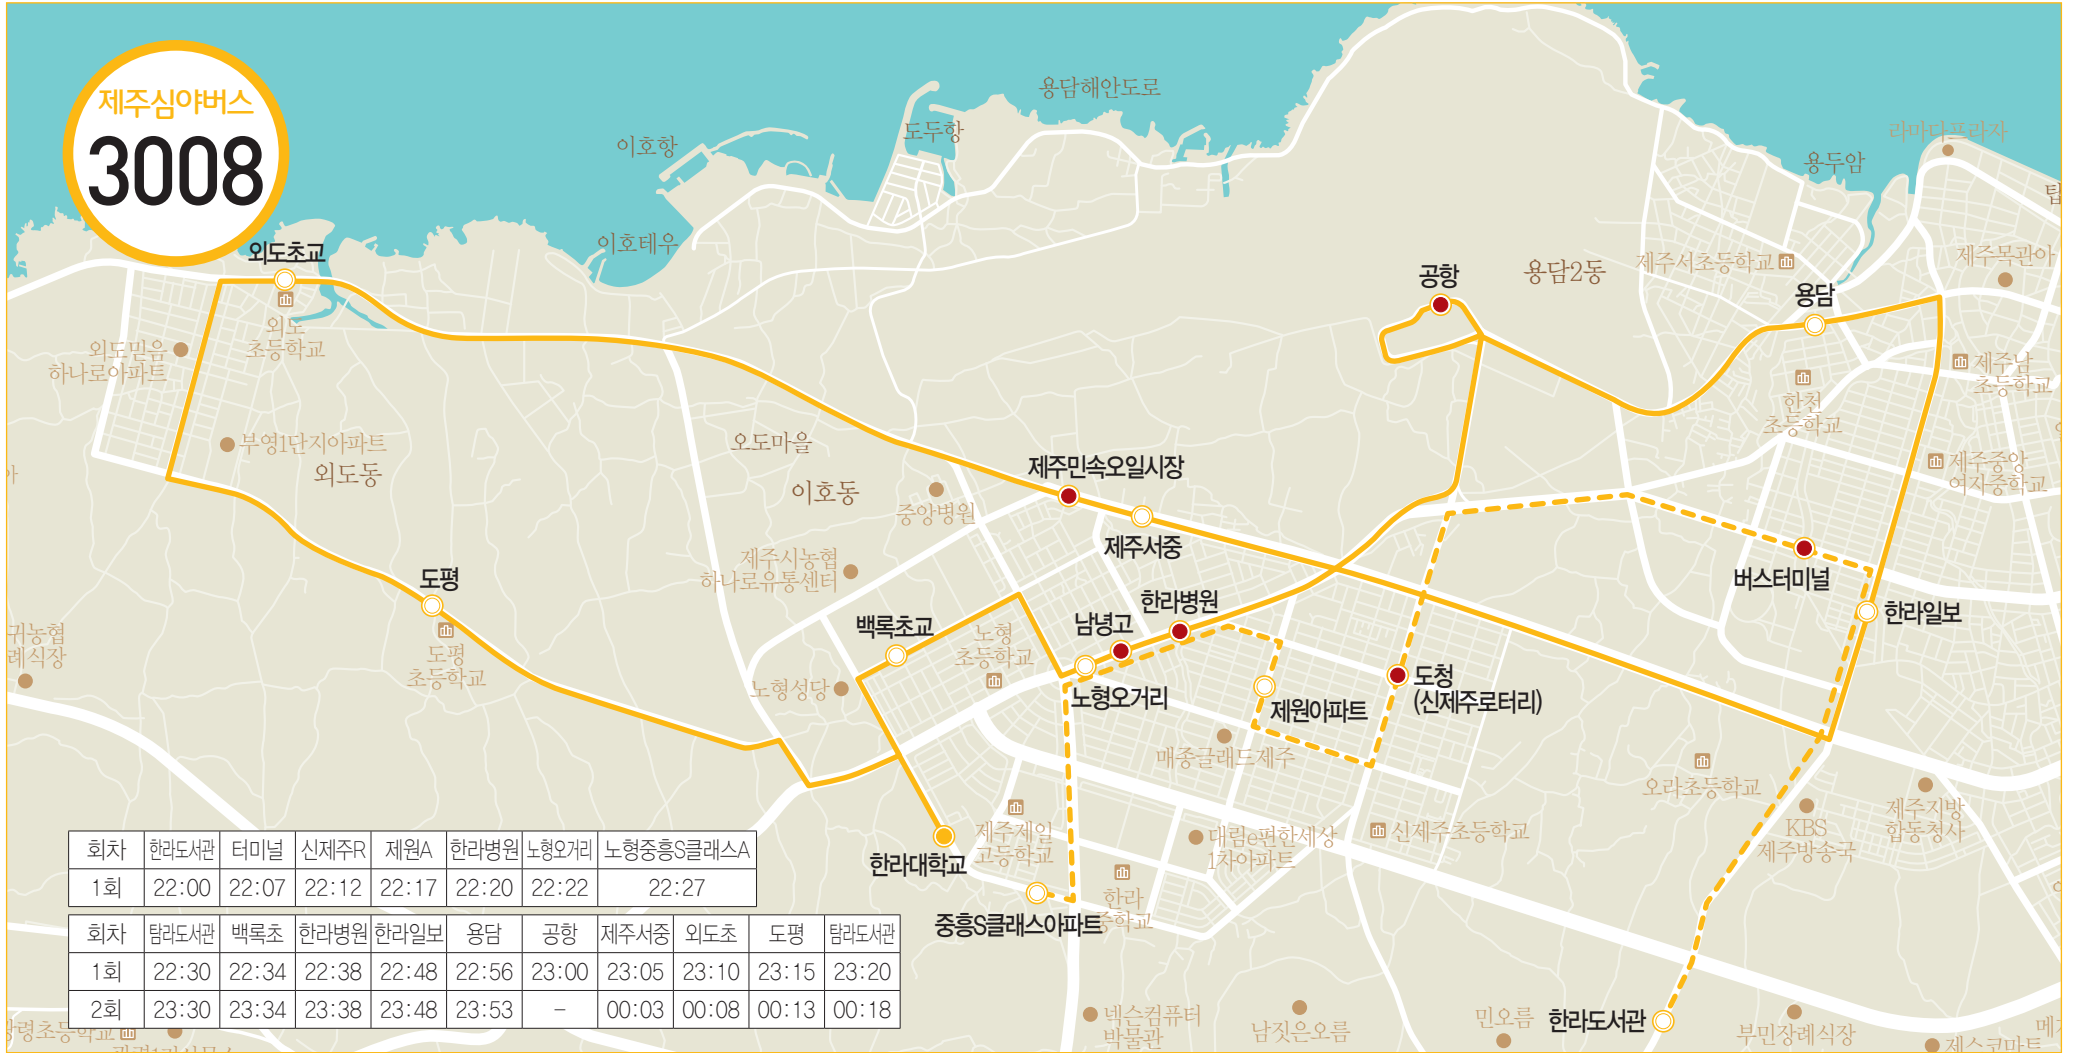 제주심야버스
3008
용담해안도로
도두항
이호항
이호테우
라마다프라자
용두암
탑
외도초교
외도
초등학교
외도믿음
하나로아파트
부영1단지아파트
외도동
공항
용담2동
제주서초등학교
제주목관아
용담
제주남
초등학교
한천
초등학교
제주중앙
여자중학교
오도마을
이호동
중앙병원
제주민속오일시장
제주서중
제주시농협
하나로유통센터
도평
도평
초등학교
귀농협
례식장
백록초교
노형
초등학교
노형성당
남녕고
한라병원
노형오거리
제원아파트
도청
(신제주로터리)
버스터미널
한라일보
매종글래드제주
오라초등학교
제주지방
합동청사
KBS
제주방송국
신제주초등학교
대림e편한세상
1차아파트
제주제일
고등학교
한라대학교
중흥S클래스아파트
한라
중학교
넥슨컴퓨터
박물관
남짓은오름
민오름
한라도서관
부민장례식장
제스코마트
메가
회차 한라도서관 터미널 신제주R 제원A 한라병원 노형오거리 노형중흥S클래스A
1회 22:00 22:07 22:12 22:17 22:20 22:22 22:27
회차 탐라도서관 백록초 한라병원 한라일보 용담 공항 제주서중 외도초 도평 탐라도서관
1회 22:30 22:34 22:38 22:48 22:56 23:00 23:05 23:10 23:15 23:20
2회 23:30 23:34 23:38 23:48 23:53 – 00:03 00:08 00:13 00:18